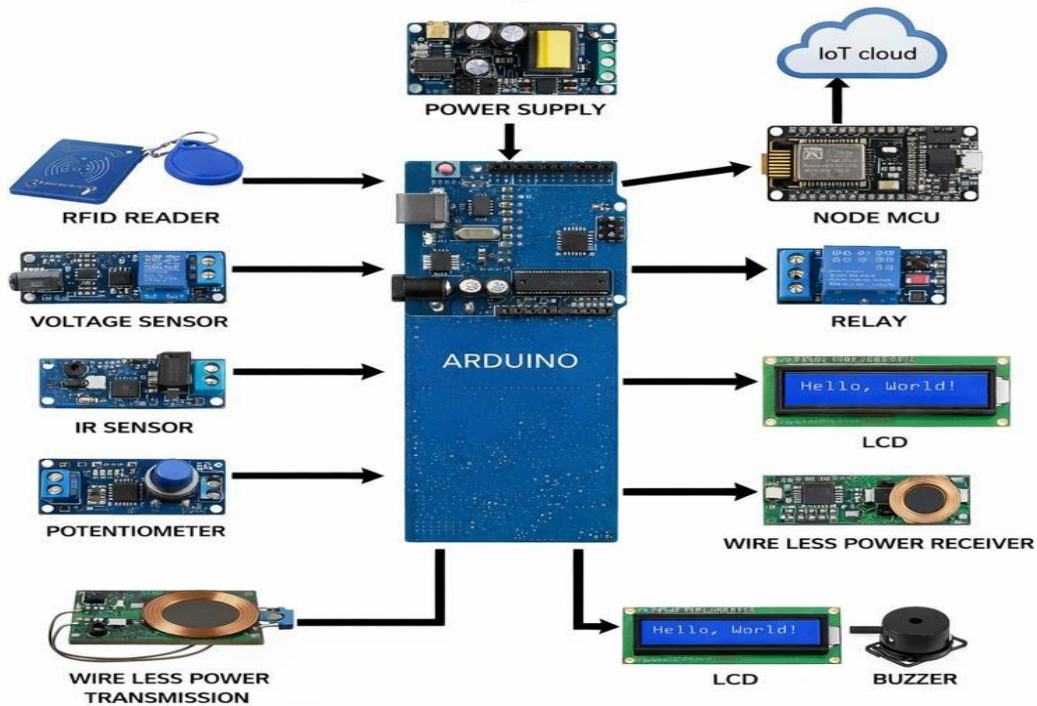 IoT cloud
POWER SUPPLY
RFID READER
NODE MCU
VOLTAGE SENSOR
RELAY
ARDUINO
Hello, World!
IR SENSOR
LCD
POTENTIOMETER
WIRE LESS POWER RECEIVER
Hello, World!
WIRE LESS POWER
TRANSMISSION
LCD
BUZZER